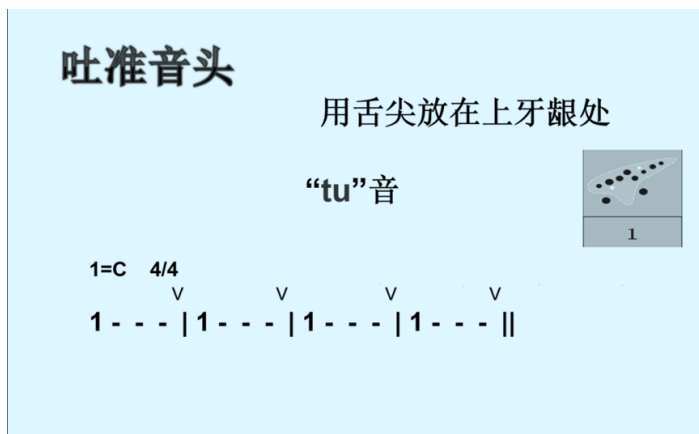 吐准音头
用舌尖放在上牙龈处
“tu”音
1
1=C 4/4
V V V V
1 - - - | 1 - - - | 1 - - - | 1 - - - ||